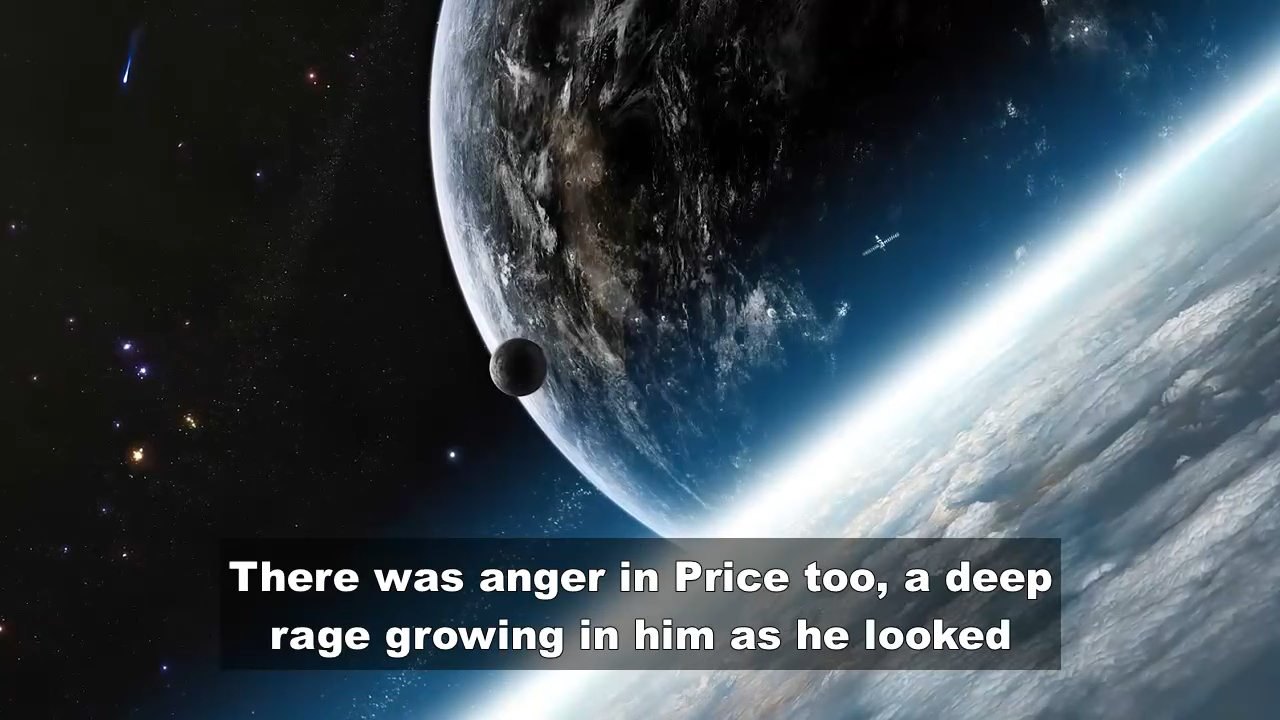 There was anger in Price too, a deep
rage growing in him as he looked